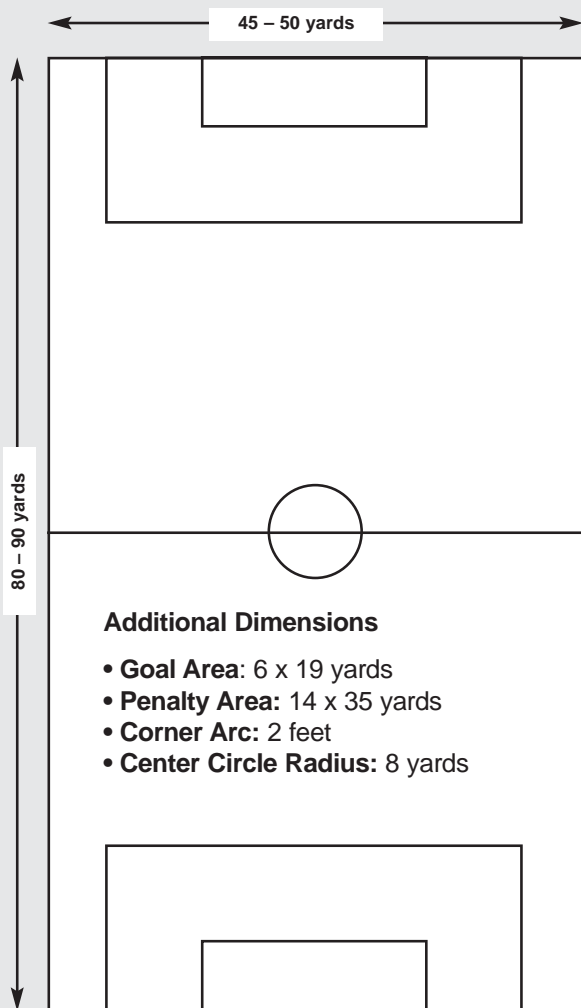 45 – 50 yards
80 – 90 yards
Additional Dimensions
• Goal Area: 6 x 19 yards
• Penalty Area: 14 x 35 yards
• Corner Arc: 2 feet
• Center Circle Radius: 8 yards